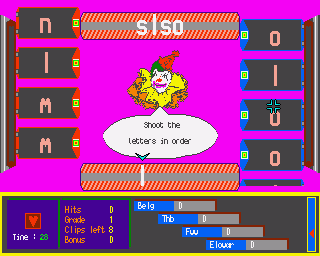 n
l
m
m
slso
o
l
u
o
Shoot the
letters in order
l
Hits 0
Grade 1
Clips left 8
Bonus 0
Time : 28
Belg 0
Thb 0
Fuu 0
Elowar 0